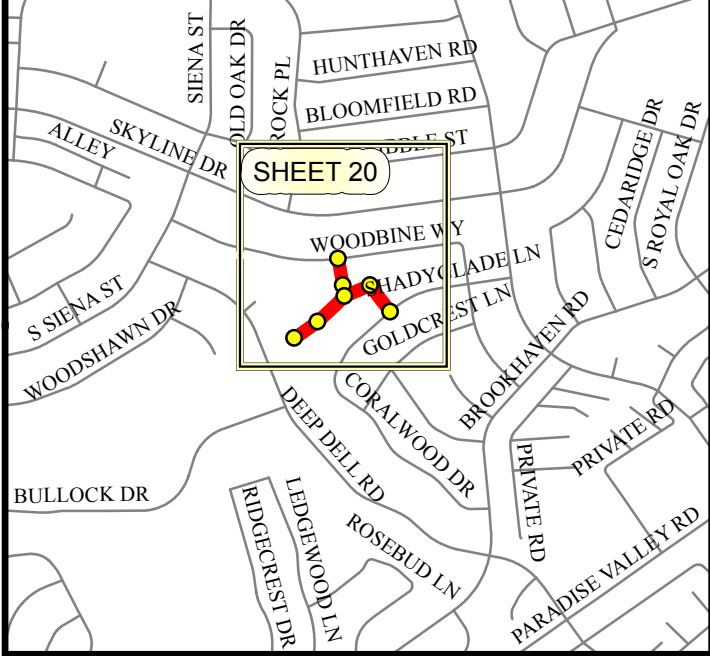 SIENA ST
OLD OAK DR
ROCK PL
HUNTHAVEN RD
BLOOMFIELD RD
ST
SKYLINE DR
ALLEY
SHEET 20
CEDARIDGE DR
S ROYAL OAK DR
WOODBINE WY
SHADYGLADE LN
GOLDCREST LN
S SIENA ST
WOODSHAWN DR
BROOKHAVEN RD
CORALWOOD DR
DEEP DELL RD
PRIVATE RD
PRIVATE RD
BULLOCK DR
RIDGECREST DR
LEDGEWOOD LN
ROSEBUD LN
PARADISE VALLEY RD